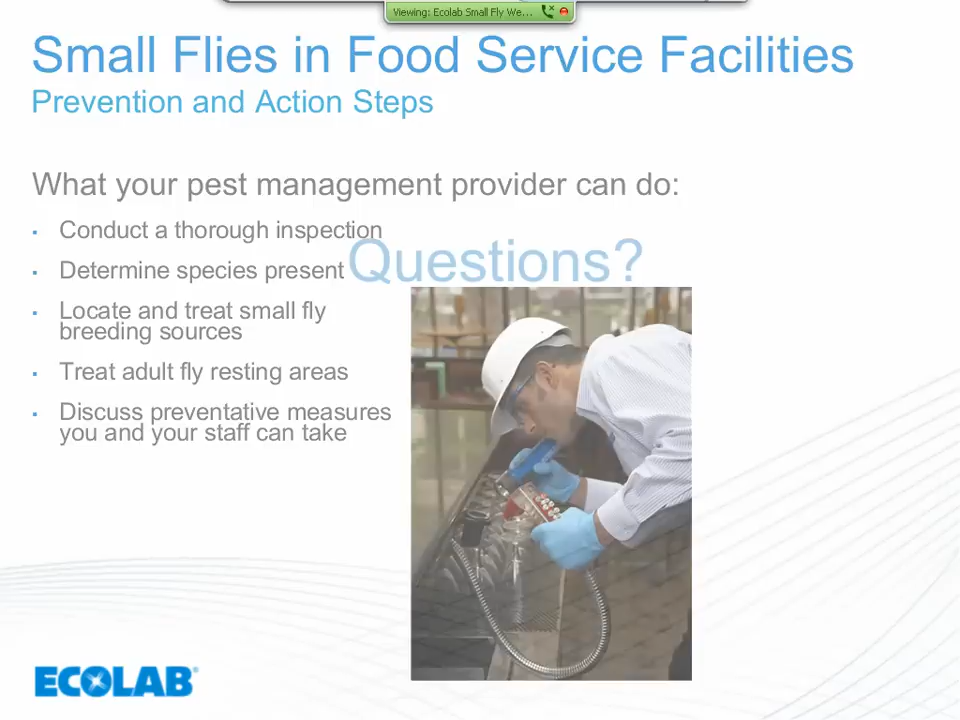 Viewing: Ecolab Small Fly We...
Small Flies in Food Service Facilities
Prevention and Action Steps
What your pest management provider can do:
▪ Conduct a thorough inspection
▪ Determine species present
Questions?
▪ Locate and treat small fly
breeding sources
▪ Treat adult fly resting areas
▪ Discuss preventative measures
you and your staff can take
ECOLAB®